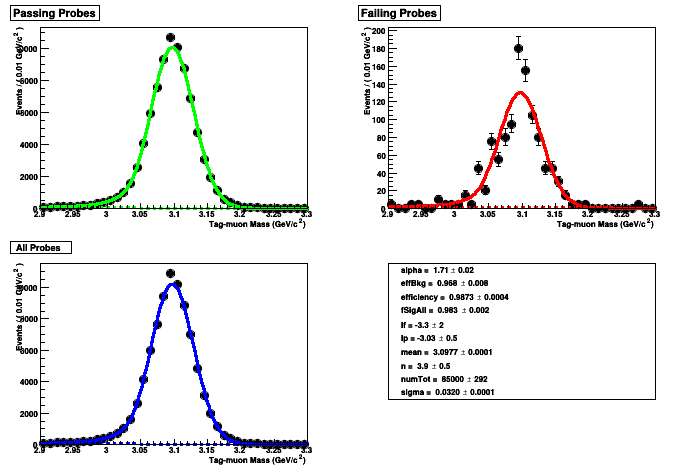 Passing Probes
Failing Probes
Events / ( 0.01 GeV/c² )
8000
6000
4000
2000
0
2.9
2.95
3
3.05
3.1
3.15
3.2
3.25
3.3
Tag-muon Mass (GeV/c²)
Events / ( 0.01 GeV/c² )
200
180
160
140
120
100
80
60
40
20
0
2.9
2.95
3
3.05
3.1
3.15
3.2
3.25
3.3
Tag-muon Mass (GeV/c²)
All Probes
Events / ( 0.01 GeV/c² )
8000
6000
4000
2000
0
2.9
2.95
3
3.05
3.1
3.15
3.2
3.25
3.3
Tag-muon Mass (GeV/c²)
alpha = 1.71 ± 0.02
effBkg = 0.968 ± 0.008
efficiency = 0.9873 ± 0.0004
fSigAll = 0.983 ± 0.002
lf = -3.3 ± 2
lp = -3.03 ± 0.5
mean = 3.0977 ± 0.0001
n = 3.9 ± 0.5
numTot = 85000 ± 292
sigma = 0.0320 ± 0.0001